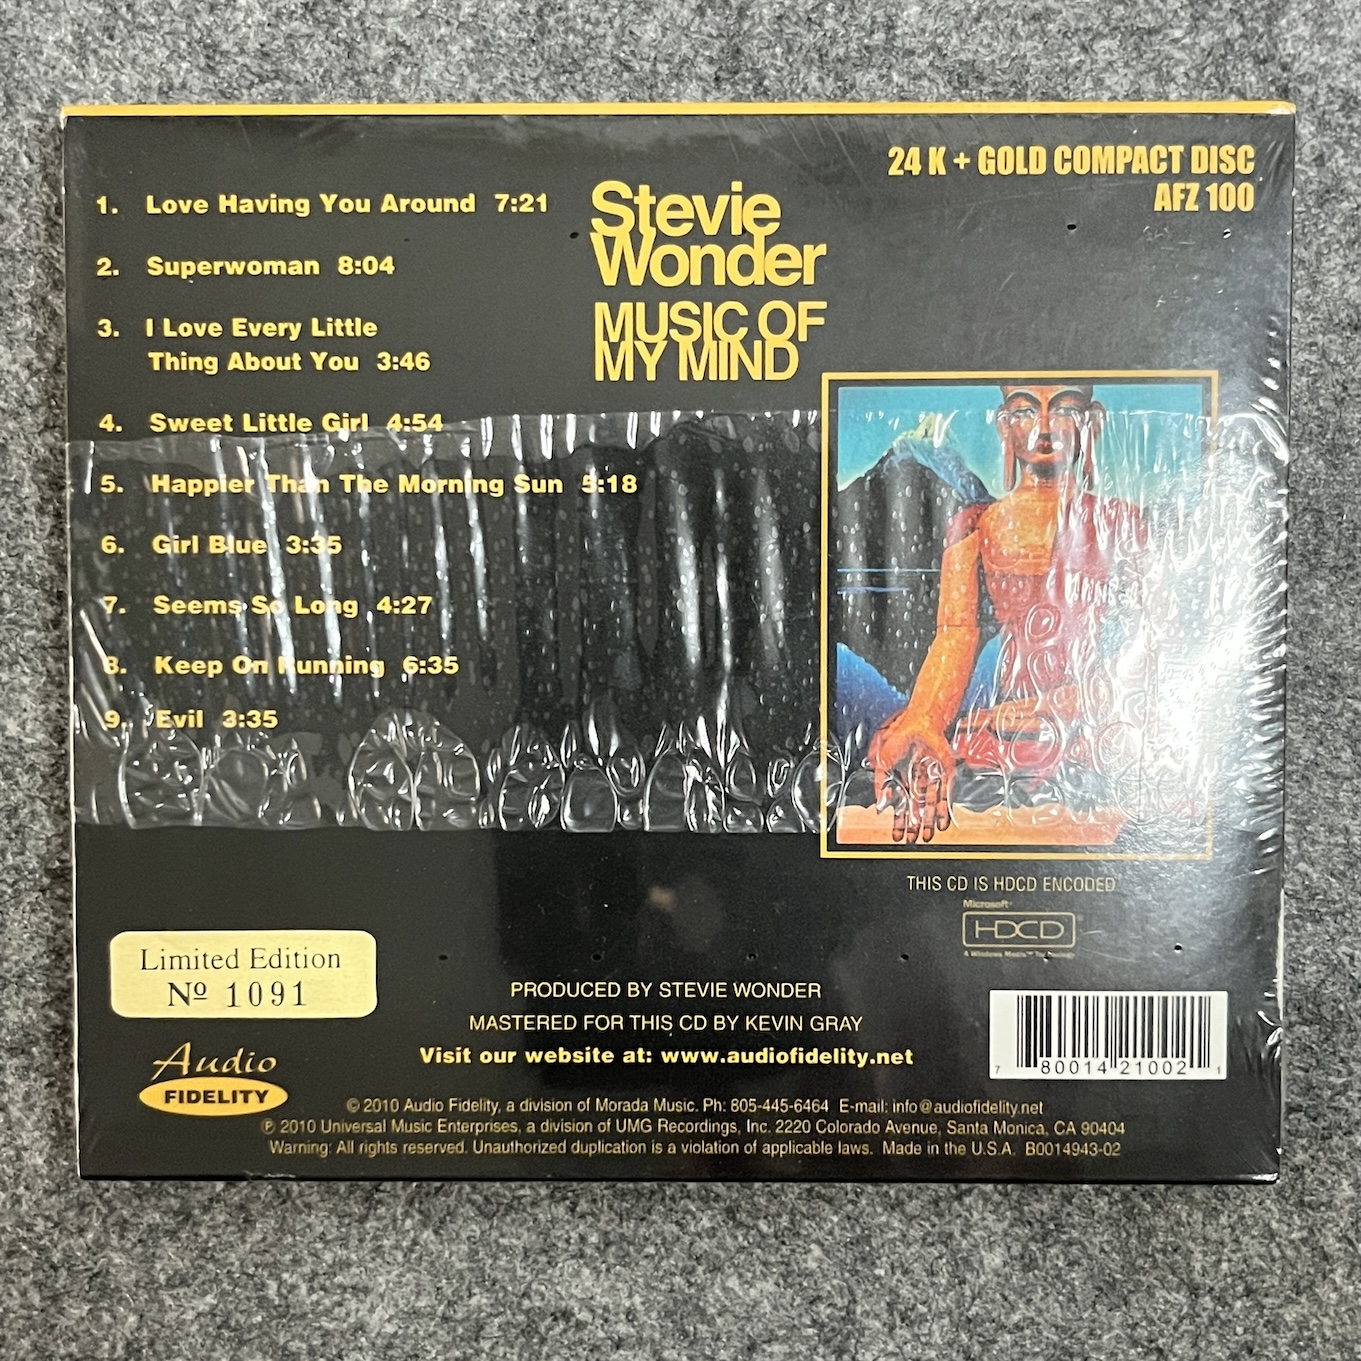 24 K + GOLD COMPACT DISC
AFZ 100
Stevie
Wonder
MUSIC OF
MY MIND
1. Love Having You Around 7:21
2. Superwoman 8:04
3. I Love Every Little
Thing About You 3:46
4. Sweet Little Girl 4:54
5. Happier Than The Morning Sun 5:18
6. Girl Blue 3:35
7. Seems So Long 4:27
8. Keep On Running 6:35
9. Evil 3:35
THIS CD IS HDCD ENCODED
Microsoft
HDCD®
A Windows Media™ Technology
Limited Edition
Nº 1091
Audio
FIDELITY
PRODUCED BY STEVIE WONDER
MASTERED FOR THIS CD BY KEVIN GRAY
Visit our website at: www.audiofidelity.net
7 80014 21002 1
© 2010 Audio Fidelity, a division of Morada Music. Ph: 805-445-6464 E-mail: info@audiofidelity.net
℗ 2010 Universal Music Enterprises, a division of UMG Recordings, Inc. 2220 Colorado Avenue, Santa Monica, CA 90404
Warning: All rights reserved. Unauthorized duplication is a violation of applicable laws. Made in the U.S.A. B0014943-02